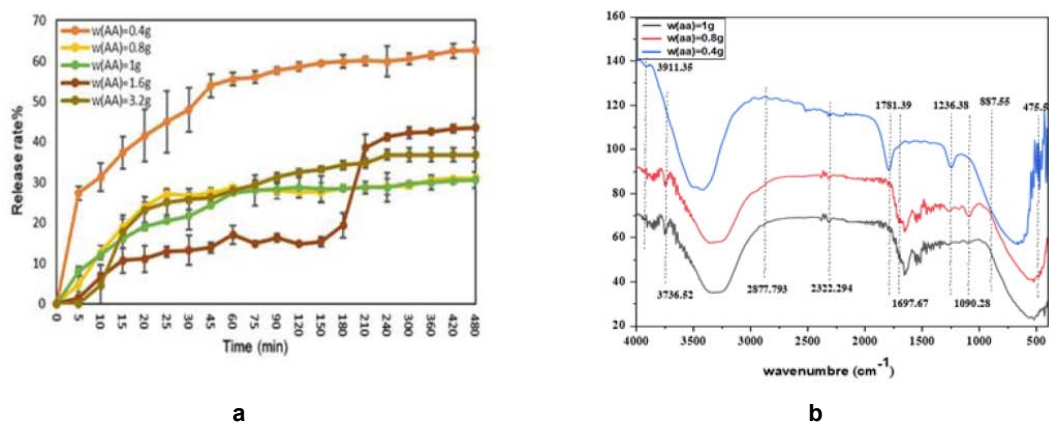 70
60
50
40
30
20
10
0
w(AA)=0.4g
w(AA)=0.8g
w(AA)=1g
w(AA)=1.6g
w(AA)=3.2g
Release rate%
0 5 10 15 20 25 30 45 60 75 90 120 150 180 210 240 300 360 420 480
Time (min)
a
b
160
140
120
100
80
60
40
20
w(aa)=1g
w(aa)=0.8g
w(aa)=0.4g
3911.35
1781.39
1236.38
887.55
475.5
3736.52
2877.793
2322.294
1697.67
1090.28
4000 3500 3000 2500 2000 1500 1000 500
wavenumbre (cm-1)